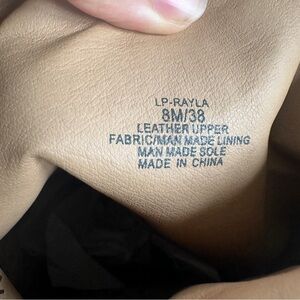 LP-RAYLA
8M/38
LEATHER UPPER
FABRIC/MAN MADE LINING
MAN MADE SOLE
MADE IN CHINA